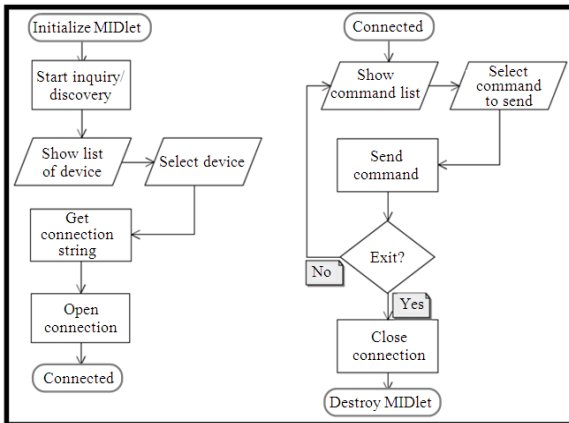 Initialize MIDlet
Start inquiry/
discovery
Show list
of device
Select device
Get
connection
string
Open
connection
Connected
Connected
Show
command list
Select
command
to send
Send
command
Exit?
No
Yes
Close
connection
Destroy MIDlet